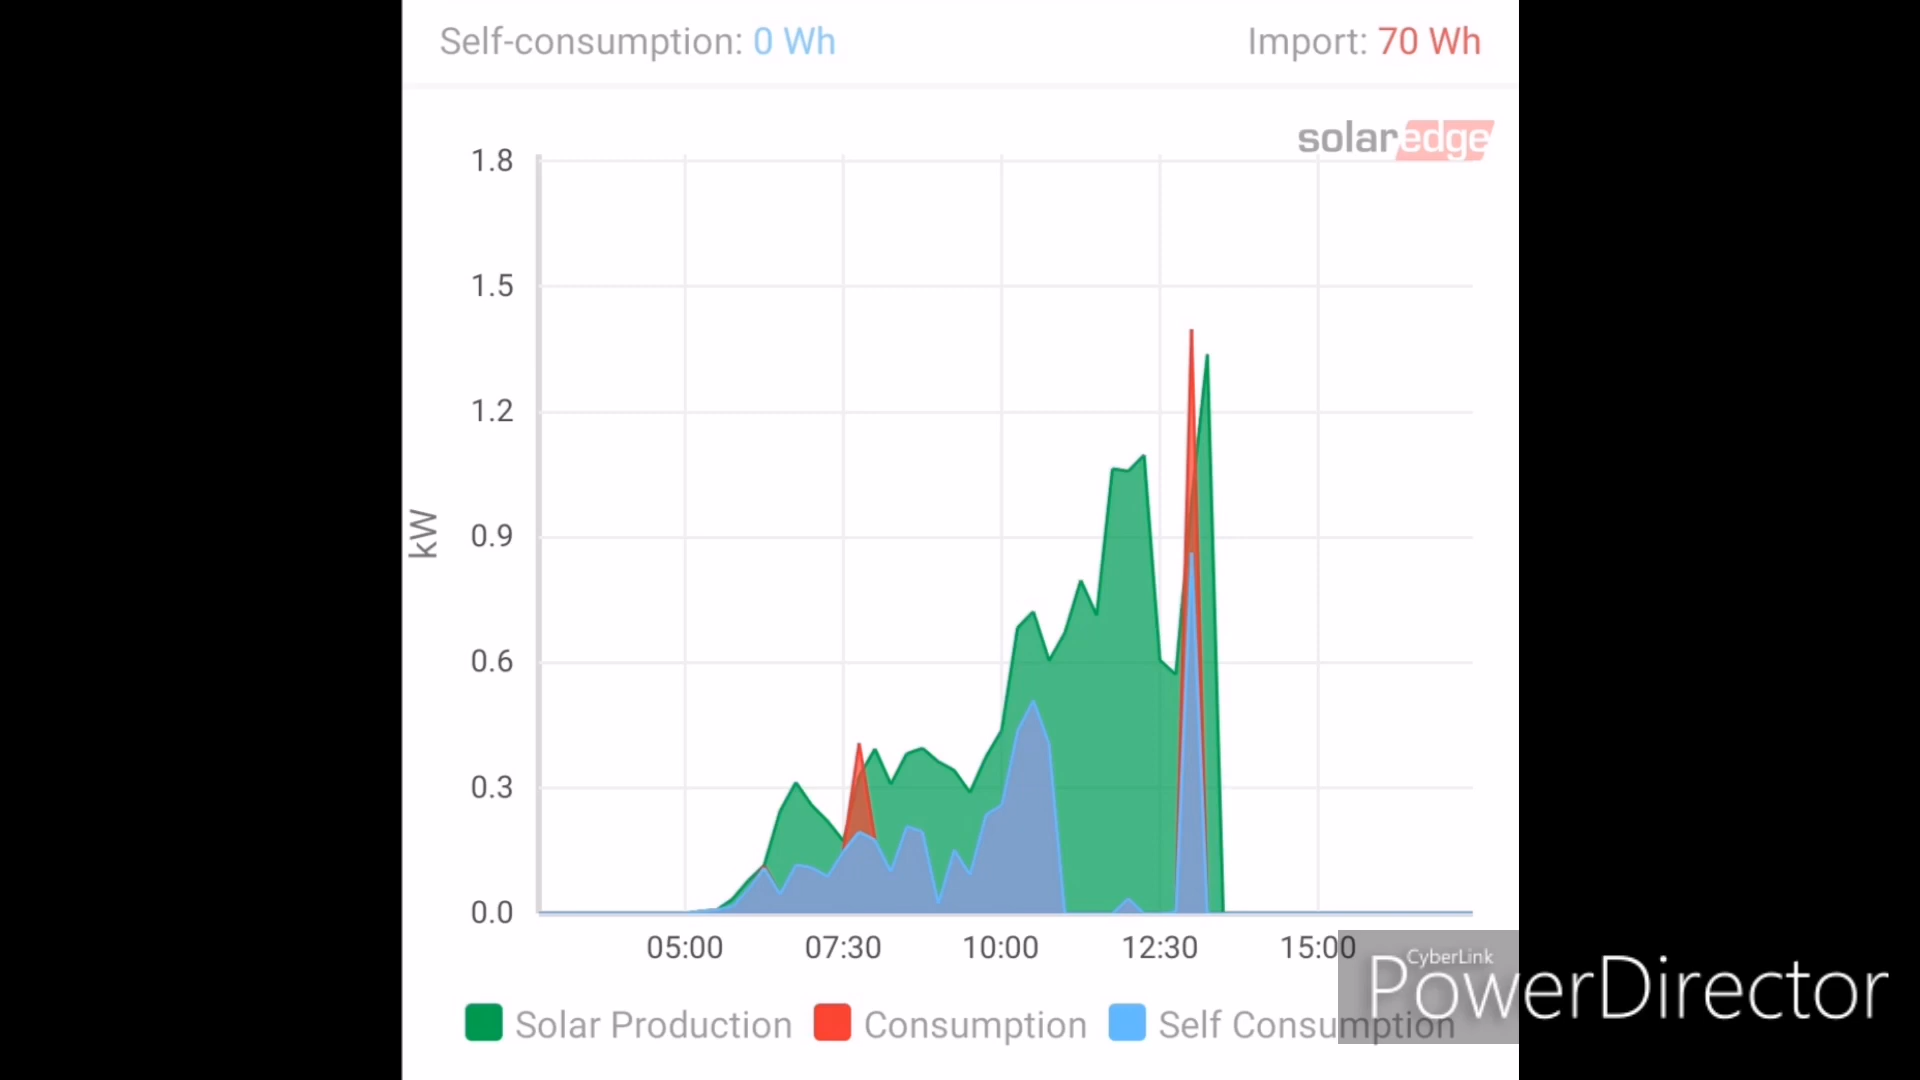 Self-consumption: 0 Wh Import: 70 Wh
solaredge
1.8
1.5
1.2
0.9
0.6
0.3
0.0
kW
05:00 07:30 10:00 12:30 15:00
Solar Production Consumption Self Consumption
CyberLink
PowerDirector